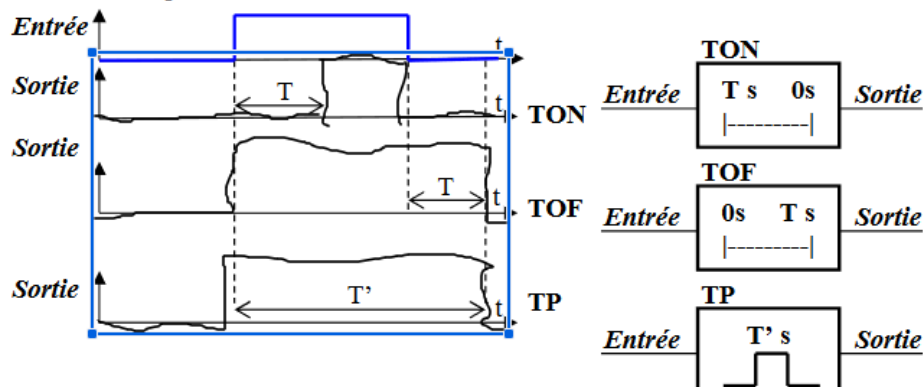 Entrée
t
Sortie
T
t
TON
Sortie
T
t
TOF
Sortie
T’
t
TP
TON
Entrée
T s 0s
Sortie
|---------|
TOF
Entrée
0s T s
Sortie
|---------|
TP
Entrée
T’ s
Sortie